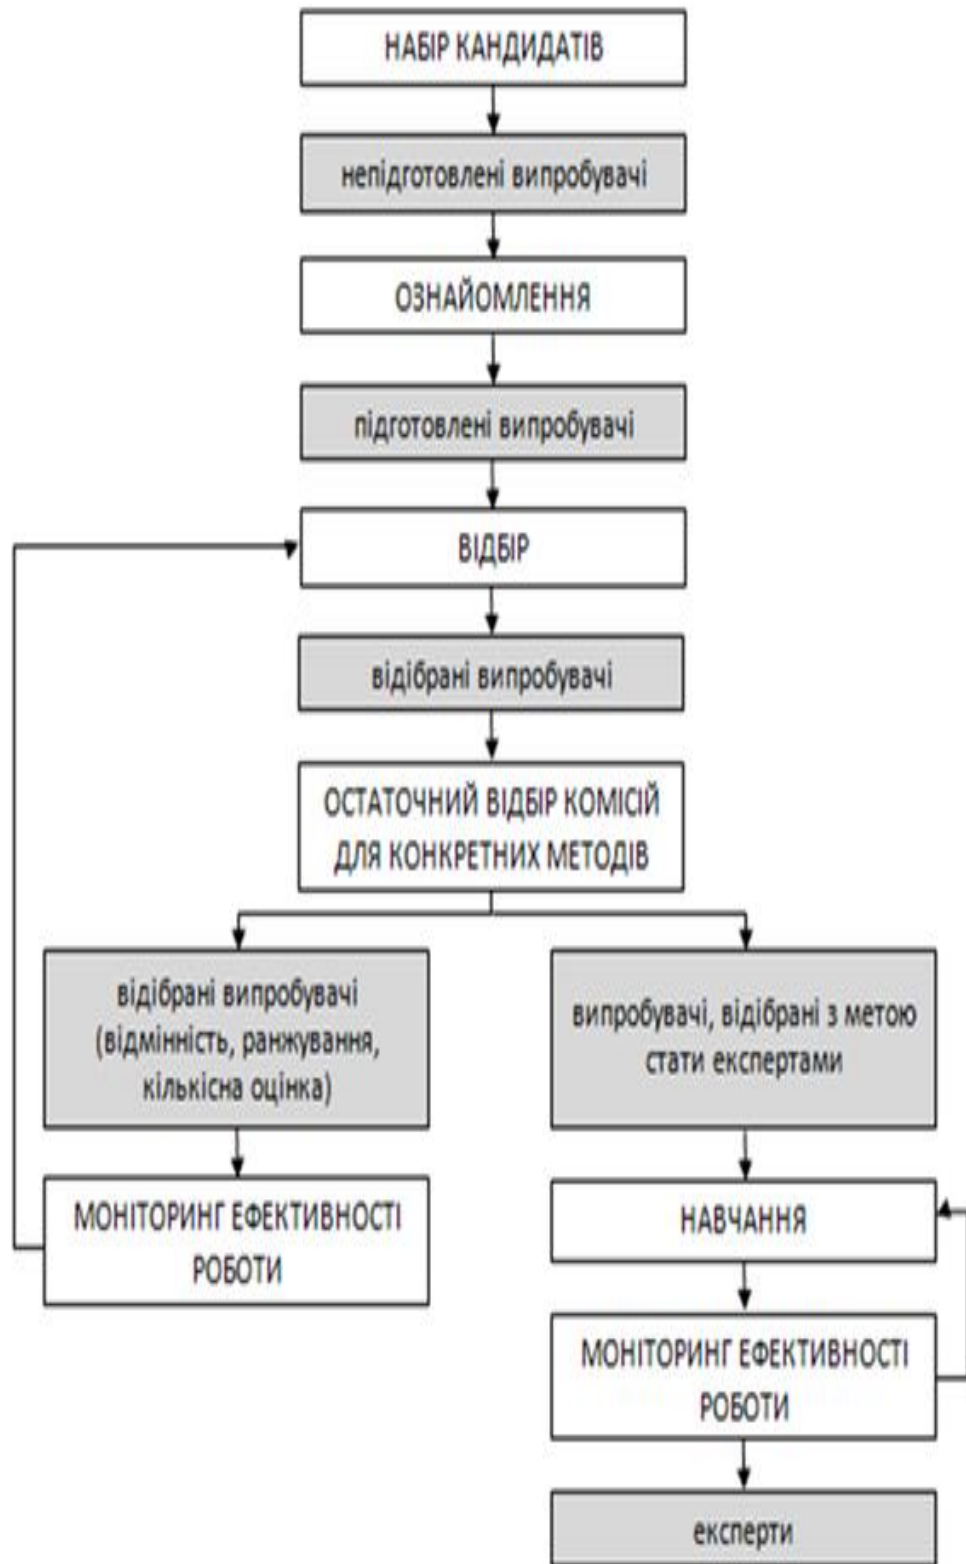 НАБІР КАНДИДАТІВ
непідготовлені випробувачі
ОЗНАЙОМЛЕННЯ
підготовлені випробувачі
ВІДБІР
відібрані випробувачі
ОСТАТОЧНИЙ ВІДБІР КОМІСІЙ
ДЛЯ КОНКРЕТНИХ МЕТОДІВ
відібрані випробувачі
(відмінність, ранжування,
кількісна оцінка)
МОНІТОРИНГ ЕФЕКТИВНОСТІ
РОБОТИ
випробувачі, відібрані з метою
стати експертами
НАВЧАННЯ
МОНІТОРИНГ ЕФЕКТИВНОСТІ
РОБОТИ
експерти